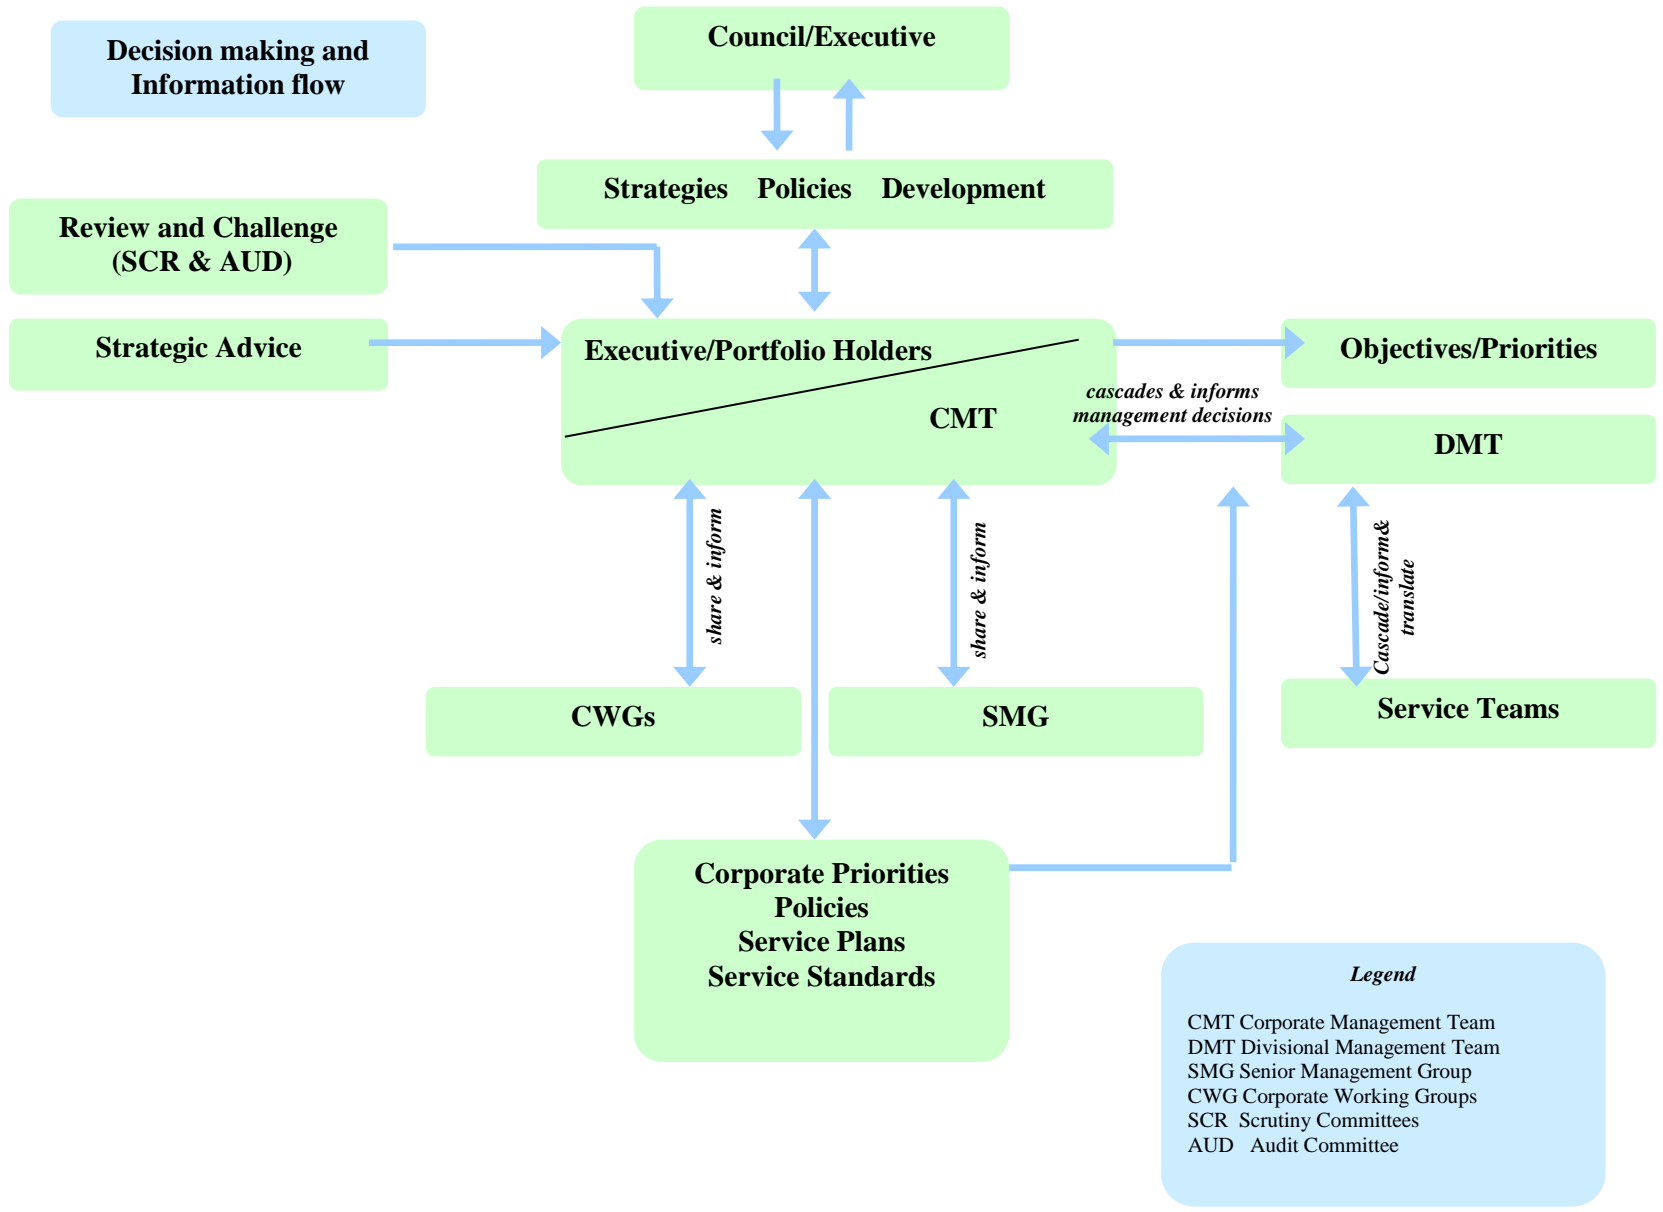 Decision making and
Information flow
Council/Executive
Strategies Policies Development
Review and Challenge
(SCR & AUD)
Strategic Advice
Executive/Portfolio Holders
CMT
Objectives/Priorities
cascades & informs
management decisions
DMT
share & inform
share & inform
Cascade/inform&
translate
CWGs
SMG
Service Teams
Corporate Priorities
Policies
Service Plans
Service Standards
Legend
CMT Corporate Management Team
DMT Divisional Management Team
SMG Senior Management Group
CWG Corporate Working Groups
SCR Scrutiny Committees
AUD Audit Committee